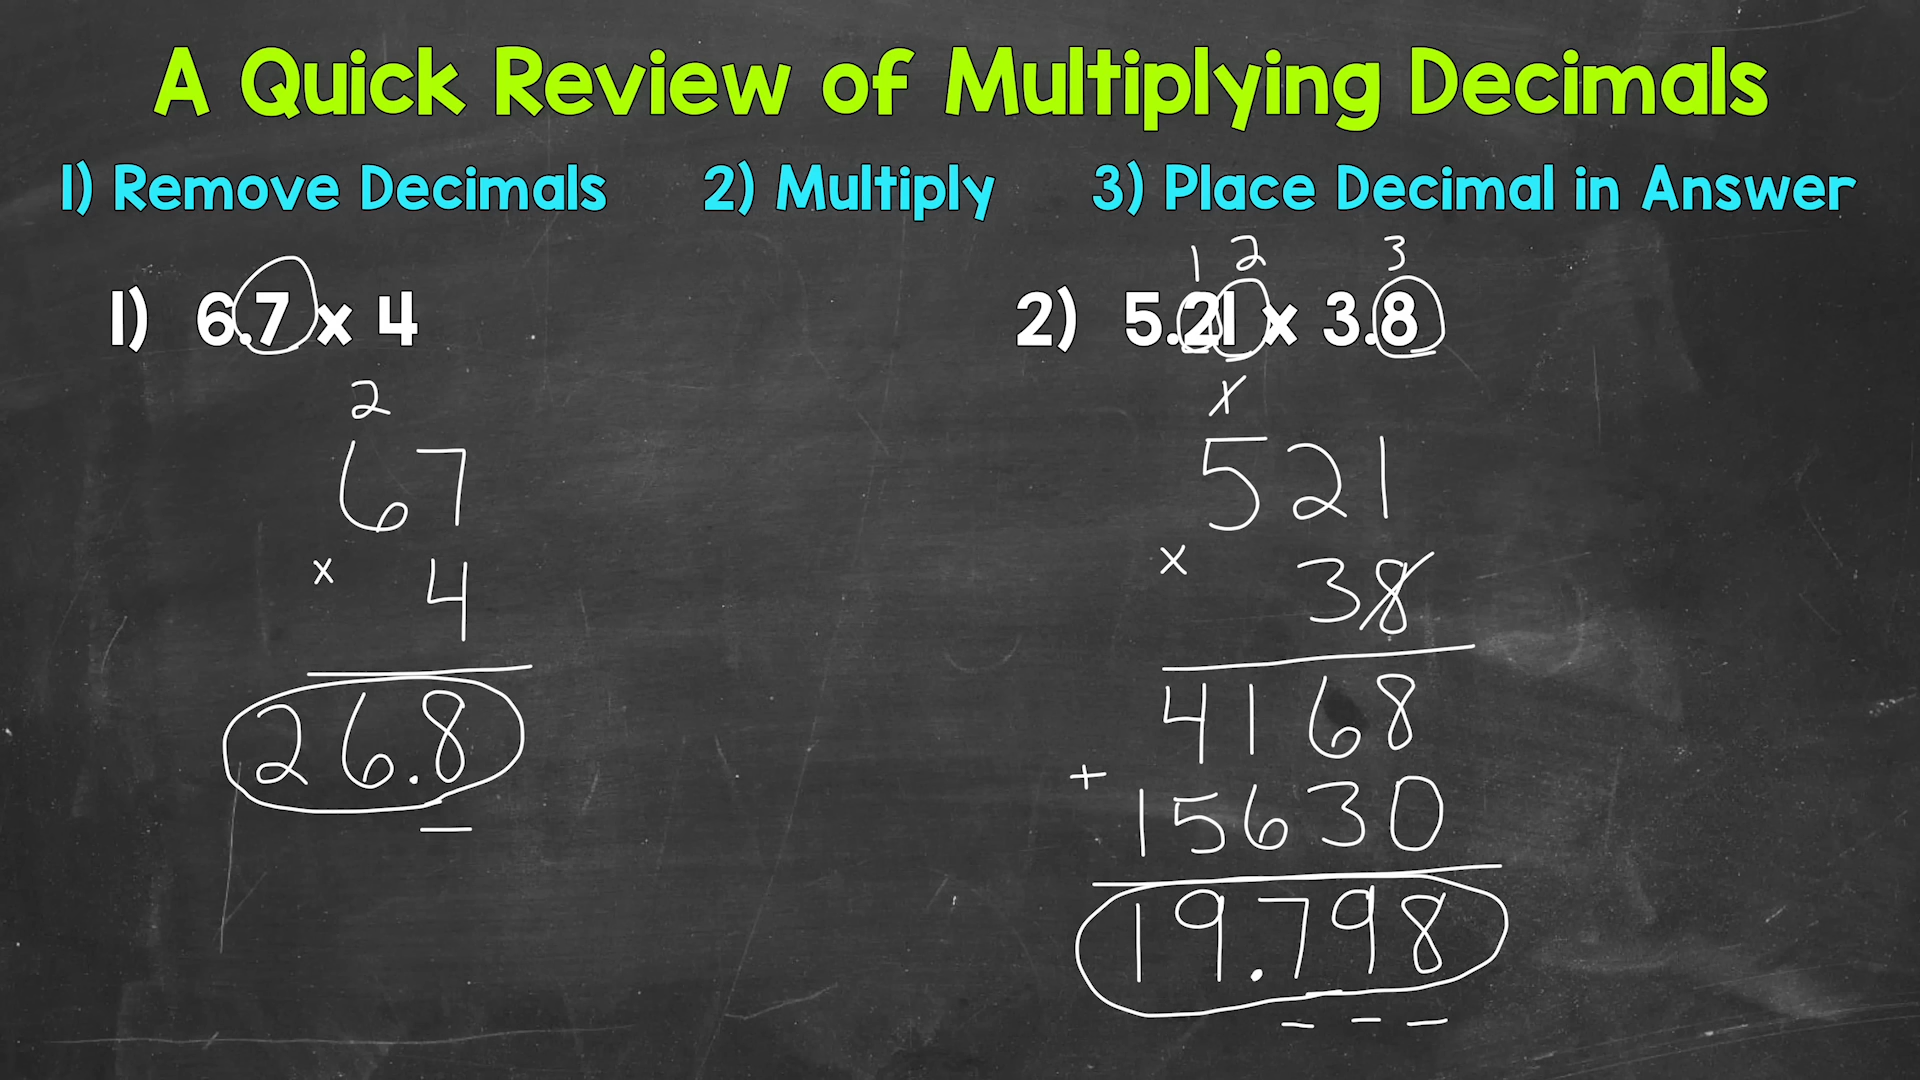 A Quick Review of Multiplying Decimals
1) Remove Decimals 2) Multiply 3) Place Decimal in Answer
1) 6.7 x 4
2
67
x 4
26.8
1 2 3
2) 5.21 x 3.8
1
521
x 38
4168
+ 15630
19.798